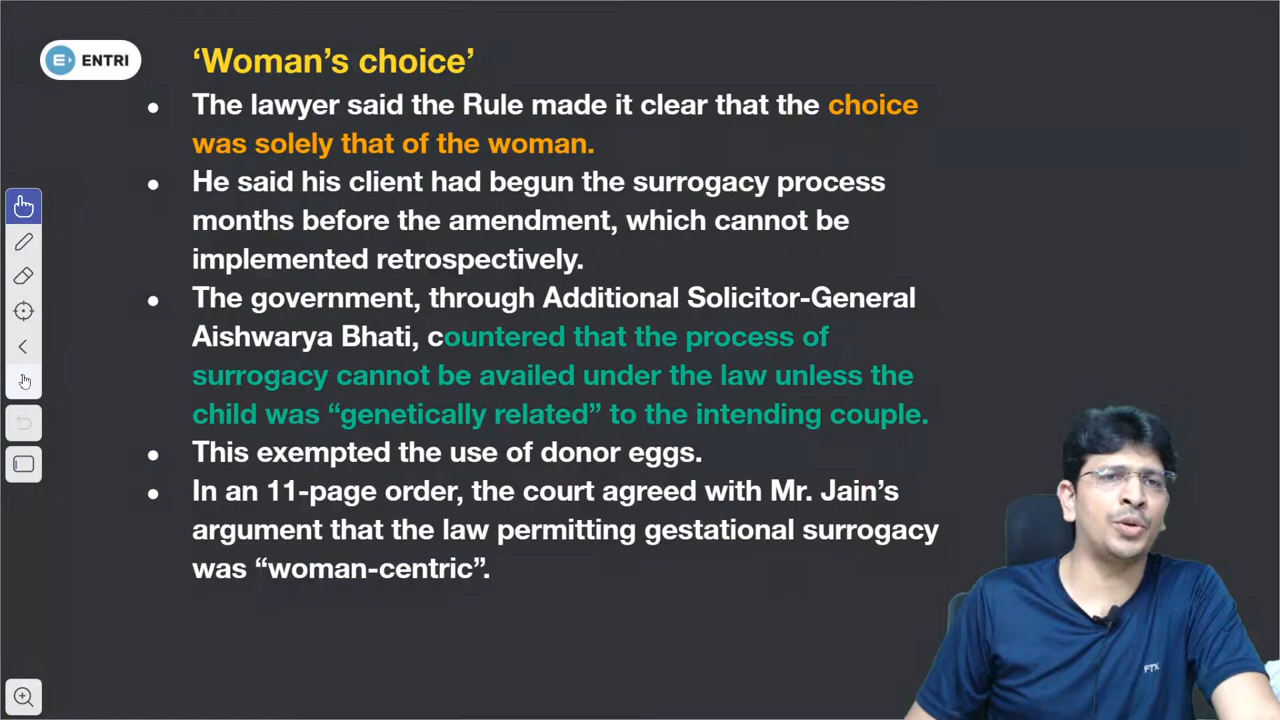 ENTRI
‘Woman’s choice’
● The lawyer said the Rule made it clear that the choice
was solely that of the woman.
● He said his client had begun the surrogacy process
months before the amendment, which cannot be
implemented retrospectively.
● The government, through Additional Solicitor-General
Aishwarya Bhati, countered that the process of
surrogacy cannot be availed under the law unless the
child was “genetically related” to the intending couple.
● This exempted the use of donor eggs.
● In an 11-page order, the court agreed with Mr. Jain’s
argument that the law permitting gestational surrogacy
was “woman-centric”.
FTX